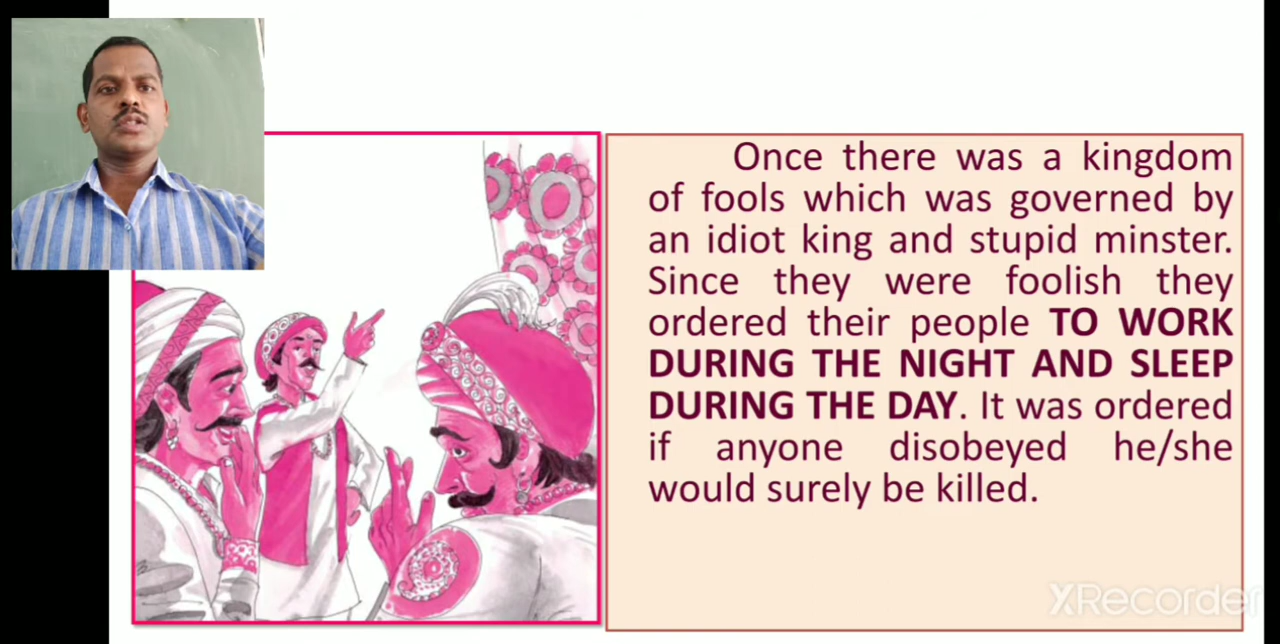 Once there was a kingdom
of fools which was governed by
an idiot king and stupid minster.
Since they were foolish they
ordered their people TO WORK
DURING THE NIGHT AND SLEEP
DURING THE DAY. It was ordered
if anyone disobeyed he/she
would surely be killed.
XRecorder